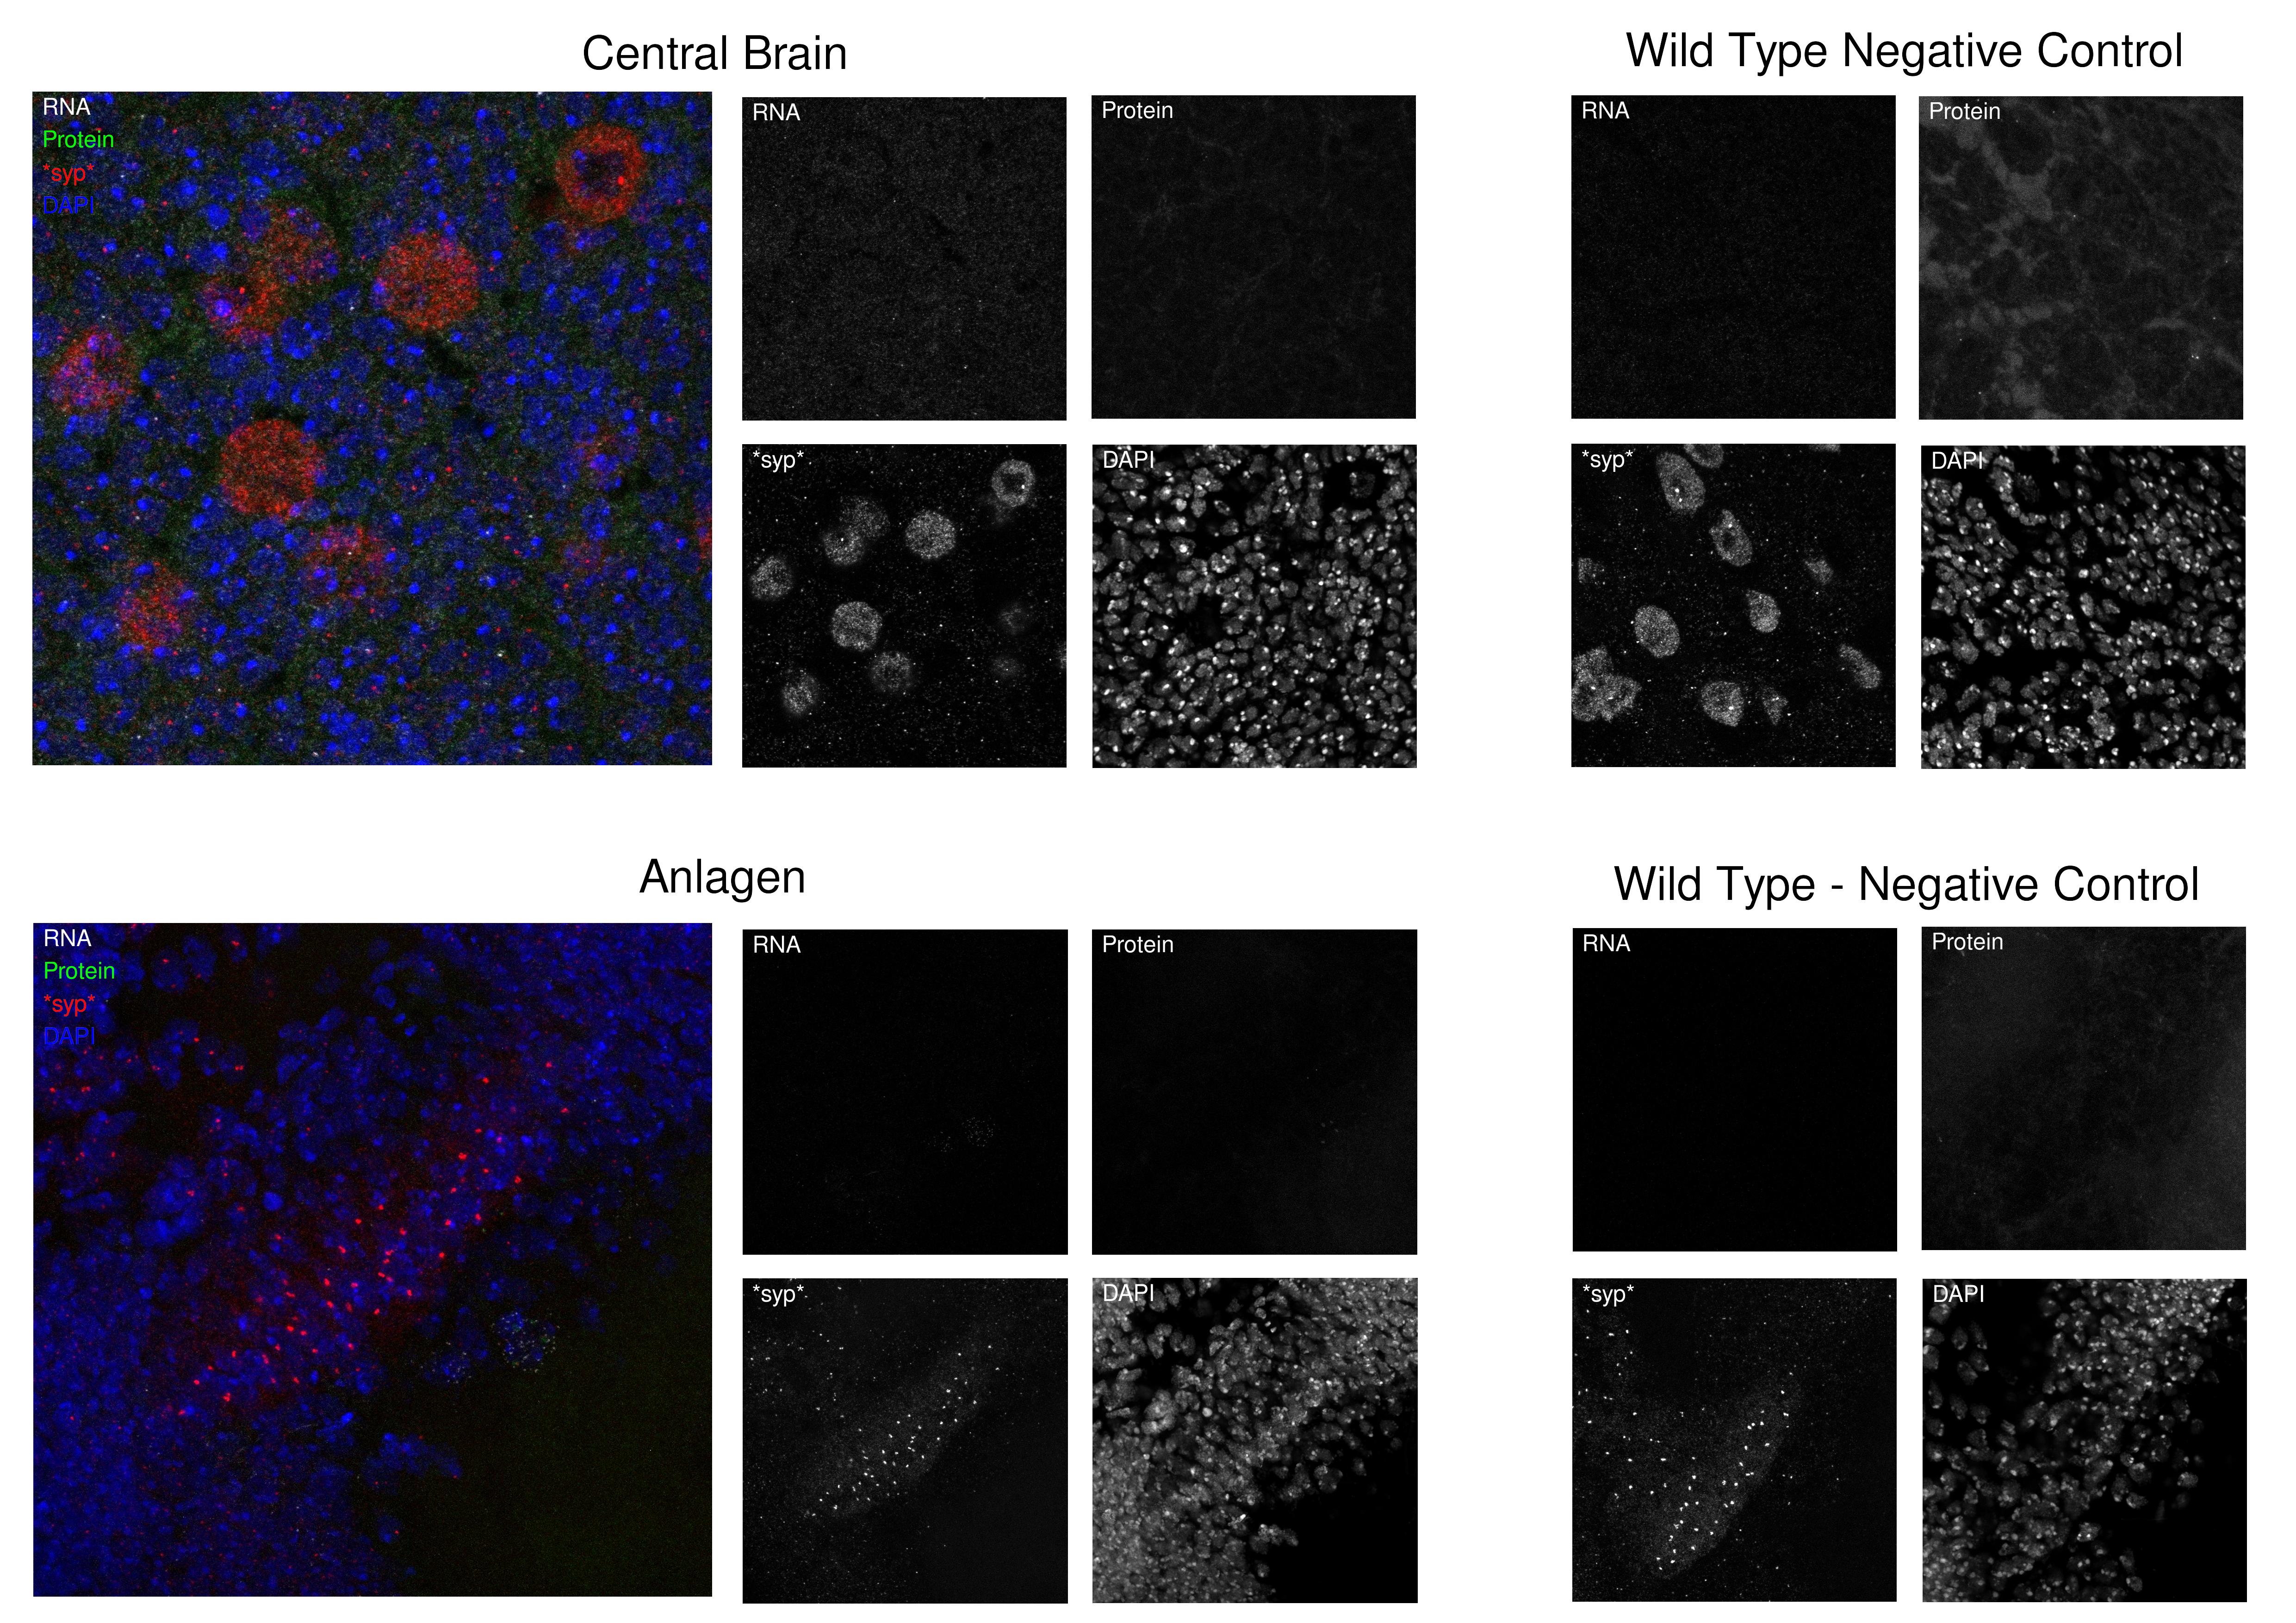 Central Brain
Wild Type Negative Control
RNA
Protein
*syp*
DAPI
RNA
Protein
*syp*
DAPI
RNA
Protein
*syp*
DAPI
Anlagen
Wild Type - Negative Control
RNA
Protein
*syp*
DAPI
RNA
Protein
*syp*
DAPI
RNA
Protein
*syp*
DAPI